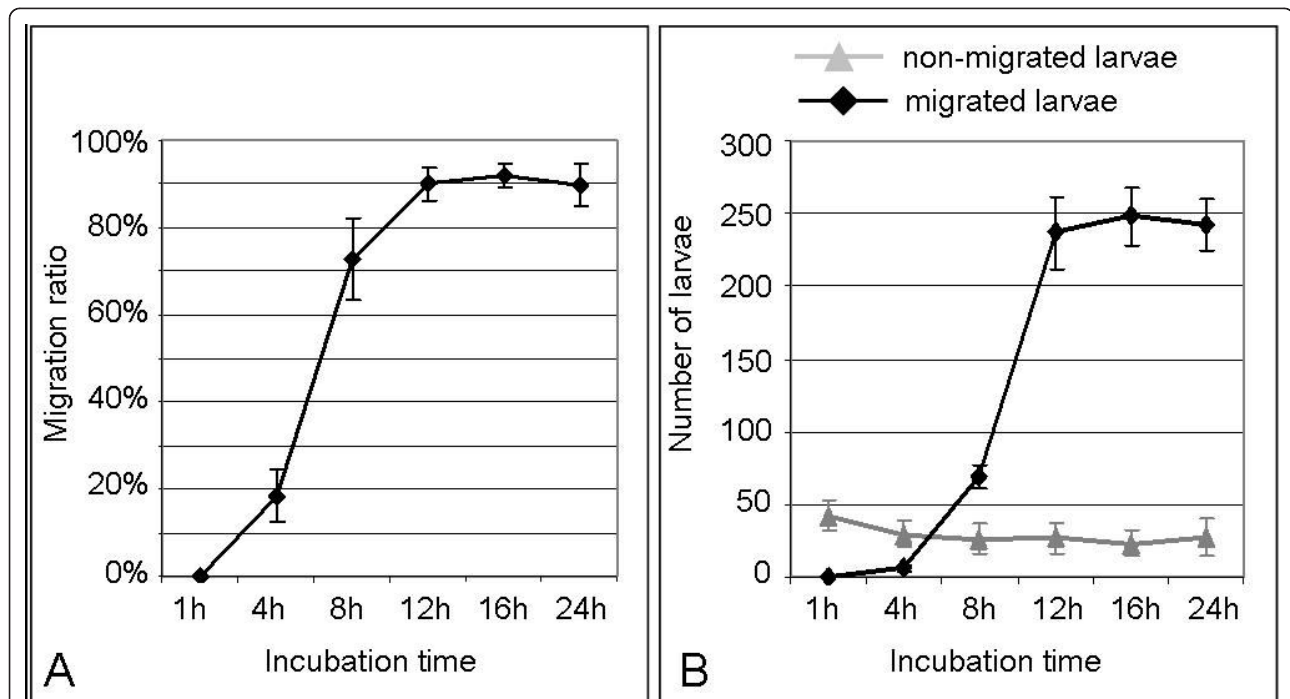 Migration ratio
100%
80%
60%
40%
20%
0%
1h 4h 8h 12h 16h 24h
Incubation time
A
non-migrated larvae
migrated larvae
Number of larvae
300
250
200
150
100
50
0
1h 4h 8h 12h 16h 24h
Incubation time
B